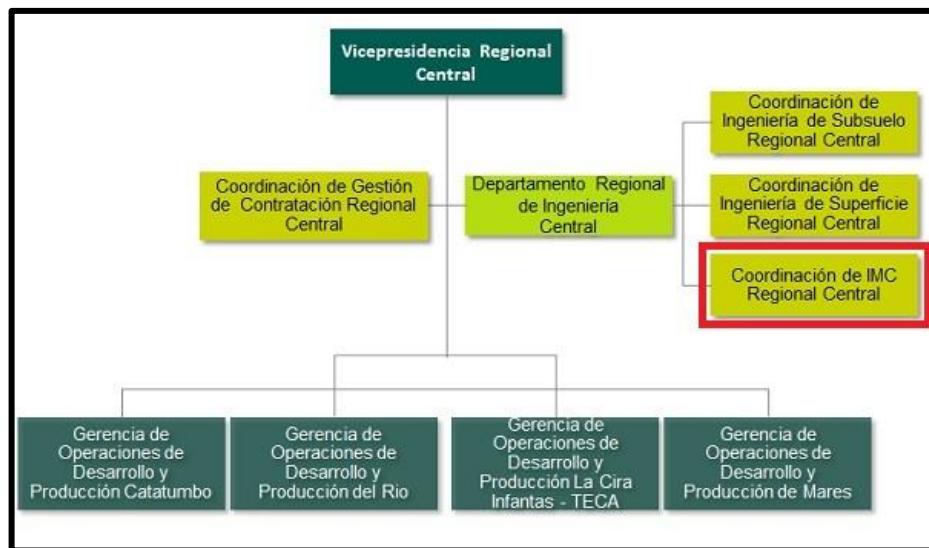 Vicepresidencia Regional
Central
Coordinación de Gestión
de Contratación Regional
Central
Departamento Regional
de Ingeniería
Central
Coordinación de
Ingeniería de Subsuelo
Regional Central
Coordinación de
Ingeniería de Superficie
Regional Central
Coordinación de IMC
Regional Central
Gerencia de
Operaciones de
Desarrollo y
Producción Catatumbo
Gerencia de
Operaciones de
Desarrollo y
Producción del Rio
Gerencia de
Operaciones de
Desarrollo y
Producción La Cira
Infantas - TECA
Gerencia de
Operaciones de
Desarrollo y
Producción de Mares